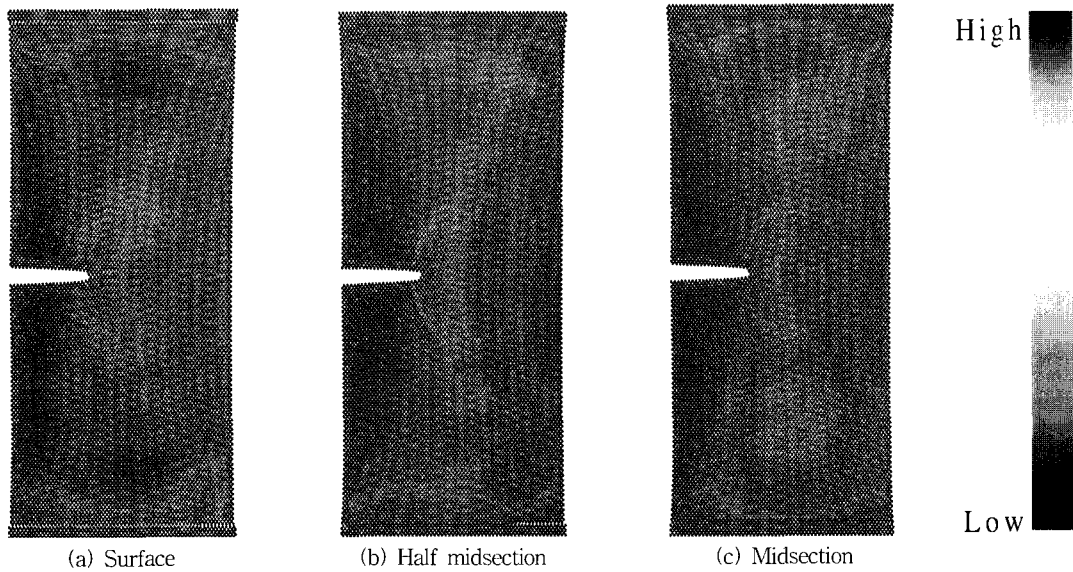 High
Low
(a) Surface
(b) Half midsection
(c) Midsection